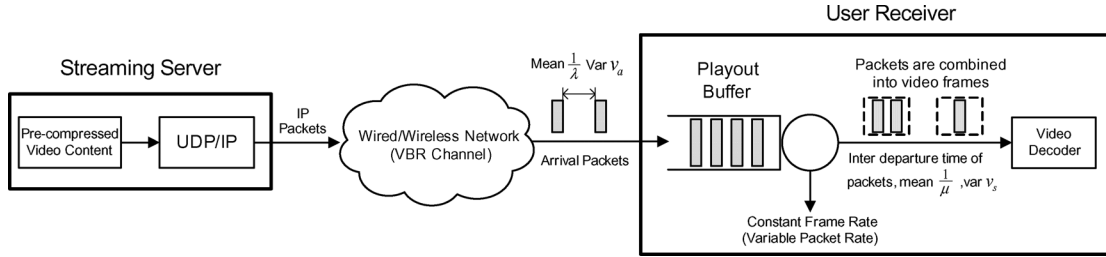 Streaming Server
Pre-compressed
Video Content
UDP/IP
IP
Packets
Wired/Wireless Network
(VBR Channel)
Mean 1/λ Var vₐ
Arrival Packets
User Receiver
Playout
Buffer
Packets are combined
into video frames
Inter departure time of
packets, mean 1/μ , var vₛ
Constant Frame Rate
(Variable Packet Rate)
Video
Decoder